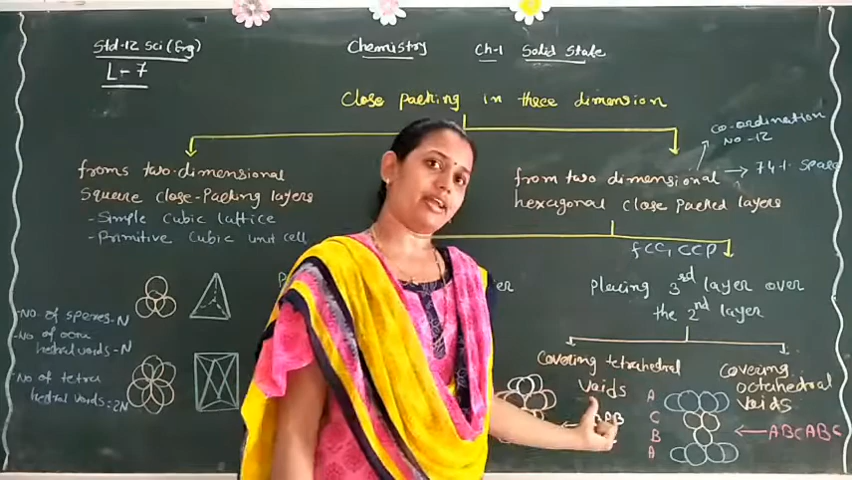 Std-12 Sci (Eng)
L-7
Chemistry
Ch-1
Solid State
Close packing in three dimension
Co-ordination
No-12
74% Space
froms two-dimensional
Square close-Packing layers
- Simple cubic lattice
- Primitive cubic unit cell
from two dimensional
hexagonal close packed layers
FCC, CCP
er
Placing 3rd layer over
the 2nd layer
No. of speres-N
No. of octa
hedral voids-N
No. of tetra
hedral voids=2N
Covering tetrahedral
Voids
Covering
octahedral
Voids
A
C
B
A
ABCABC